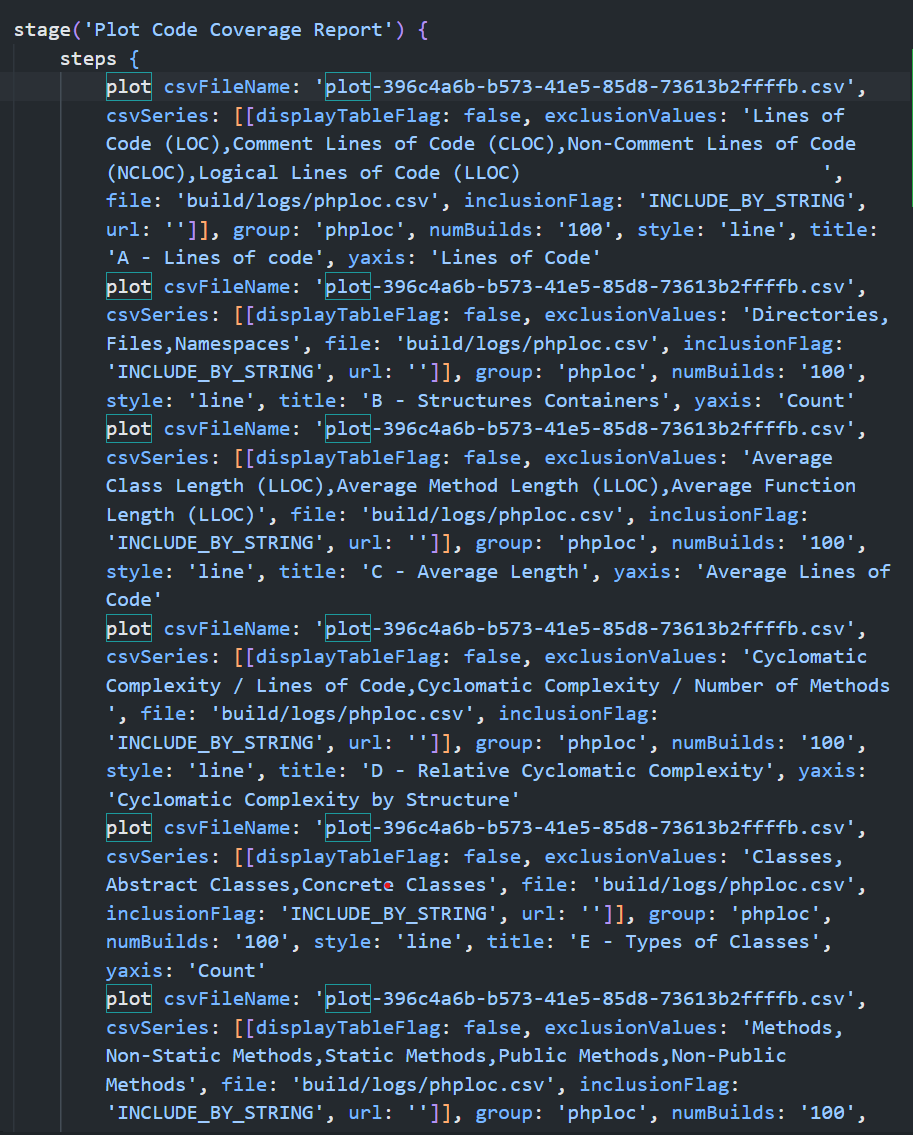 stage('Plot Code Coverage Report') {
steps {
plot csvFileName: 'plot-396c4a6b-b573-41e5-85d8-73613b2ffffb.csv',
csvSeries: [[displayTableFlag: false, exclusionValues: 'Lines of
Code (LOC),Comment Lines of Code (CLOC),Non-Comment Lines of Code
(NCLOC),Logical Lines of Code (LLOC)                          ',
file: 'build/logs/phploc.csv', inclusionFlag: 'INCLUDE_BY_STRING',
url: '']], group: 'phploc', numBuilds: '100', style: 'line', title:
'A - Lines of code', yaxis: 'Lines of Code'
plot csvFileName: 'plot-396c4a6b-b573-41e5-85d8-73613b2ffffb.csv',
csvSeries: [[displayTableFlag: false, exclusionValues: 'Directories,
Files,Namespaces', file: 'build/logs/phploc.csv', inclusionFlag:
'INCLUDE_BY_STRING', url: '']], group: 'phploc', numBuilds: '100',
style: 'line', title: 'B - Structures Containers', yaxis: 'Count'
plot csvFileName: 'plot-396c4a6b-b573-41e5-85d8-73613b2ffffb.csv',
csvSeries: [[displayTableFlag: false, exclusionValues: 'Average
Class Length (LLOC),Average Method Length (LLOC),Average Function
Length (LLOC)', file: 'build/logs/phploc.csv', inclusionFlag:
'INCLUDE_BY_STRING', url: '']], group: 'phploc', numBuilds: '100',
style: 'line', title: 'C - Average Length', yaxis: 'Average Lines of
Code'
plot csvFileName: 'plot-396c4a6b-b573-41e5-85d8-73613b2ffffb.csv',
csvSeries: [[displayTableFlag: false, exclusionValues: 'Cyclomatic
Complexity / Lines of Code,Cyclomatic Complexity / Number of Methods
', file: 'build/logs/phploc.csv', inclusionFlag:
'INCLUDE_BY_STRING', url: '']], group: 'phploc', numBuilds: '100',
style: 'line', title: 'D - Relative Cyclomatic Complexity', yaxis:
'Cyclomatic Complexity by Structure'
plot csvFileName: 'plot-396c4a6b-b573-41e5-85d8-73613b2ffffb.csv',
csvSeries: [[displayTableFlag: false, exclusionValues: 'Classes,
Abstract Classes,Concrete Classes', file: 'build/logs/phploc.csv',
inclusionFlag: 'INCLUDE_BY_STRING', url: '']], group: 'phploc',
numBuilds: '100', style: 'line', title: 'E - Types of Classes',
yaxis: 'Count'
plot csvFileName: 'plot-396c4a6b-b573-41e5-85d8-73613b2ffffb.csv',
csvSeries: [[displayTableFlag: false, exclusionValues: 'Methods,
Non-Static Methods,Static Methods,Public Methods,Non-Public
Methods', file: 'build/logs/phploc.csv', inclusionFlag:
'INCLUDE_BY_STRING', url: '']], group: 'phploc', numBuilds: '100',